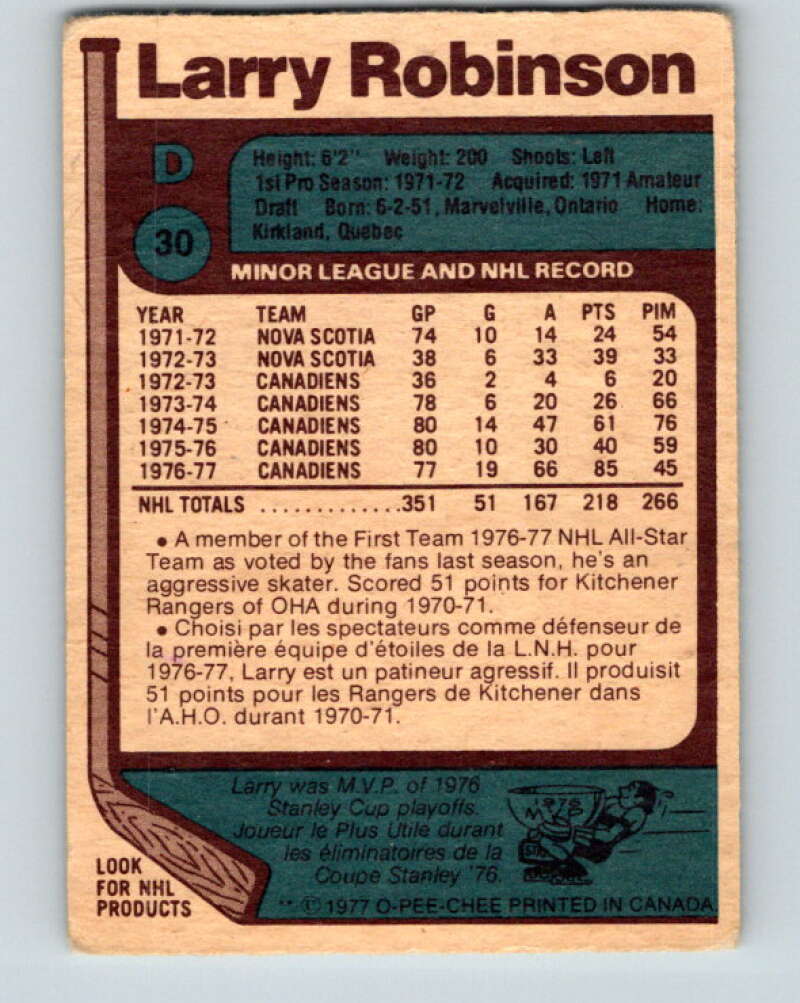 Larry Robinson
D
30
Height: 6'2" Weight: 200 Shoots: Left
1st Pro Season: 1971-72 Acquired: 1971 Amateur
Draft Born: 6-2-51, Marvelville, Ontario Home:
Kirkland, Quebec
MINOR LEAGUE AND NHL RECORD
YEAR TEAM GP G A PTS PIM
1971-72 NOVA SCOTIA 74 10 14 24 54
1972-73 NOVA SCOTIA 38 6 33 39 33
1972-73 CANADIENS 36 2 4 6 20
1973-74 CANADIENS 78 6 20 26 66
1974-75 CANADIENS 80 14 47 61 76
1975-76 CANADIENS 80 10 30 40 59
1976-77 CANADIENS 77 19 66 85 45
NHL TOTALS .............351 51 167 218 266
• A member of the First Team 1976-77 NHL All-Star
Team as voted by the fans last season, he's an
aggressive skater. Scored 51 points for Kitchener
Rangers of OHA during 1970-71.
• Choisi par les spectateurs comme défenseur de
la première équipe d'étoiles de la L.N.H. pour
1976-77, Larry est un patineur agressif. Il produisit
51 points pour les Rangers de Kitchener dans
l'A.H.O. durant 1970-71.
Larry was M.V.P. of 1976
Stanley Cup playoffs.
Joueur le Plus Utile durant
les éliminatoires de la
Coupe Stanley '76.
1976
MVP
LOOK
FOR NHL
PRODUCTS
** © 1977 O-PEE-CHEE PRINTED IN CANADA